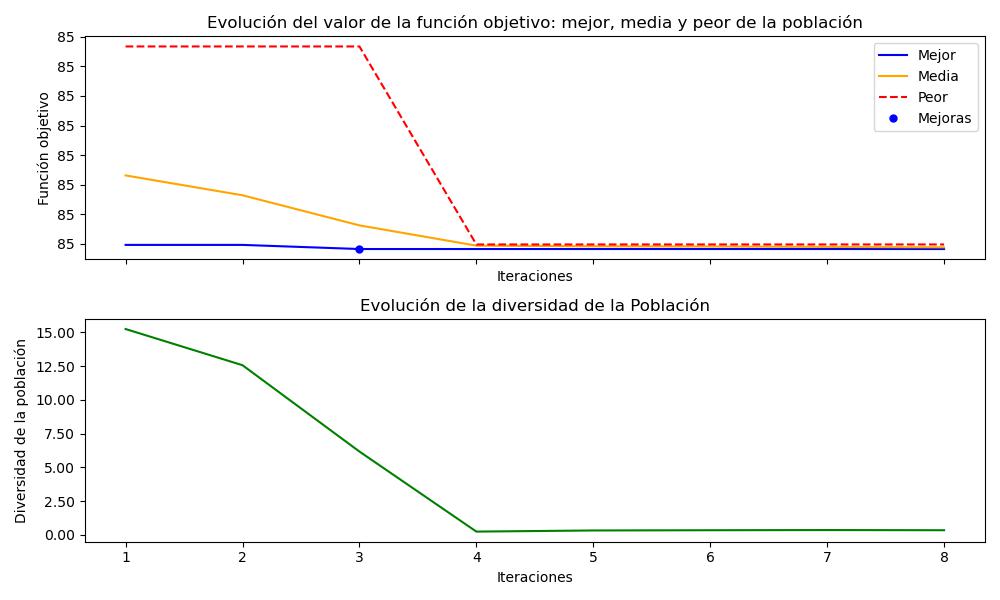 Evolución del valor de la función objetivo: mejor, media y peor de la población
85
85
85
85
85
85
85
85
Función objetivo
Mejor
Media
Peor
Mejoras
Iteraciones
Evolución de la diversidad de la Población
15.00
12.50
10.00
7.50
5.00
2.50
0.00
Diversidad de la población
1 2 3 4 5 6 7 8
Iteraciones